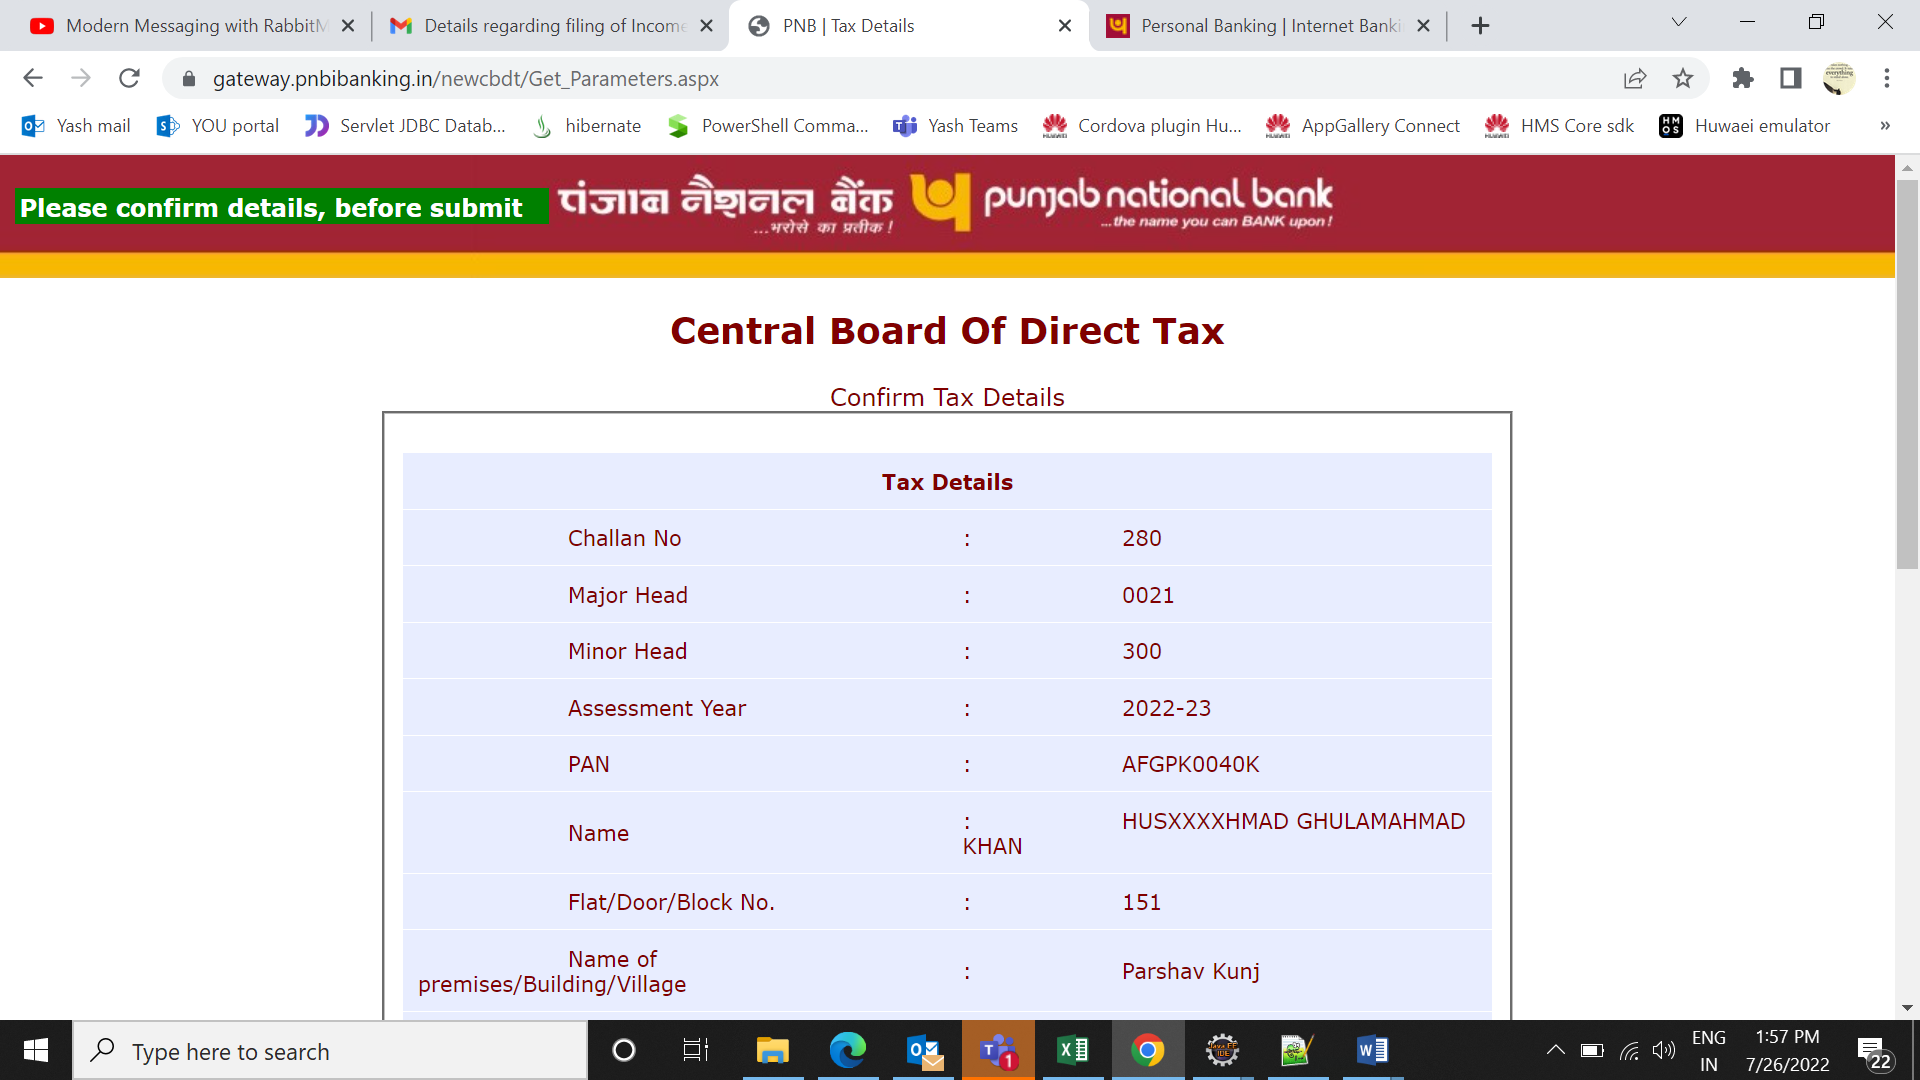 Modern Messaging with RabbitM
Details regarding filing of Income
PNB | Tax Details
Personal Banking | Internet Banki
gateway.pnbibanking.in/newcbdt/Get_Parameters.aspx
Yash mail
YOU portal
Servlet JDBC Datab...
hibernate
PowerShell Comma...
Yash Teams
Cordova plugin Hu...
AppGallery Connect
HMS Core sdk
Huwaei emulator
»
Please confirm details, before submit
पंजाब नैशनल बैंक
...भरोसे का प्रतीक !
punjab national bank
...the name you can BANK upon!
Central Board Of Direct Tax
Confirm Tax Details
Tax Details
Challan No : 280
Major Head : 0021
Minor Head : 300
Assessment Year : 2022-23
PAN : AFGPK0040K
Name : HUSXXXXHMAD GHULAMAHMAD
KHAN
Flat/Door/Block No. : 151
Name of
premises/Building/Village : Parshav Kunj
Type here to search
1
ENG
IN
1:57 PM
7/26/2022
22